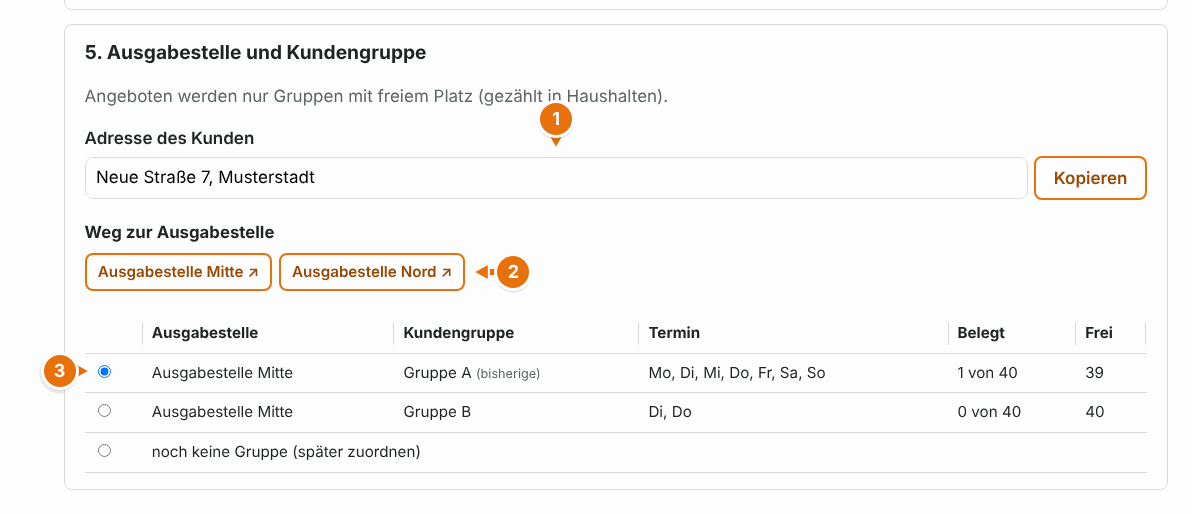 5. Ausgabestelle und Kundengruppe
Angeboten werden nur Gruppen mit freiem Platz (gezählt in Haushalten).
1
Adresse des Kunden
Neue Straße 7, Musterstadt
Kopieren
Weg zur Ausgabestelle
Ausgabestelle Mitte ↗ Ausgabestelle Nord ↗ 2
Ausgabestelle Kundengruppe Termin Belegt Frei
3 Ausgabestelle Mitte Gruppe A (bisherige) Mo, Di, Mi, Do, Fr, Sa, So 1 von 40 39
Ausgabestelle Mitte Gruppe B Di, Do 0 von 40 40
noch keine Gruppe (später zuordnen)